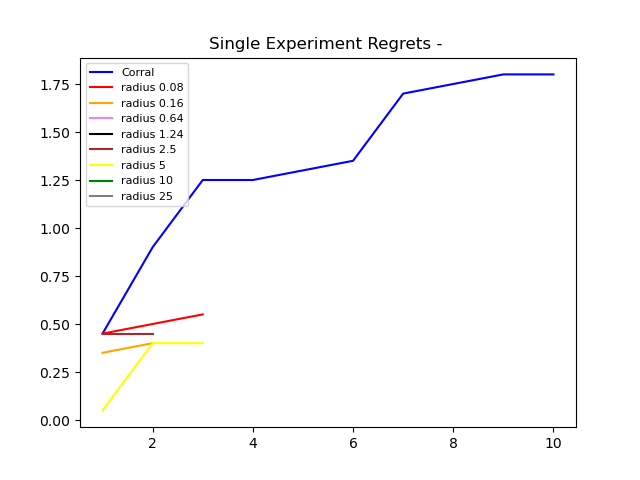 Single Experiment Regrets -
Corral
radius 0.08
radius 0.16
radius 0.64
radius 1.24
radius 2.5
radius 5
radius 10
radius 25
1.75
1.50
1.25
1.00
0.75
0.50
0.25
0.00
2 4 6 8 10